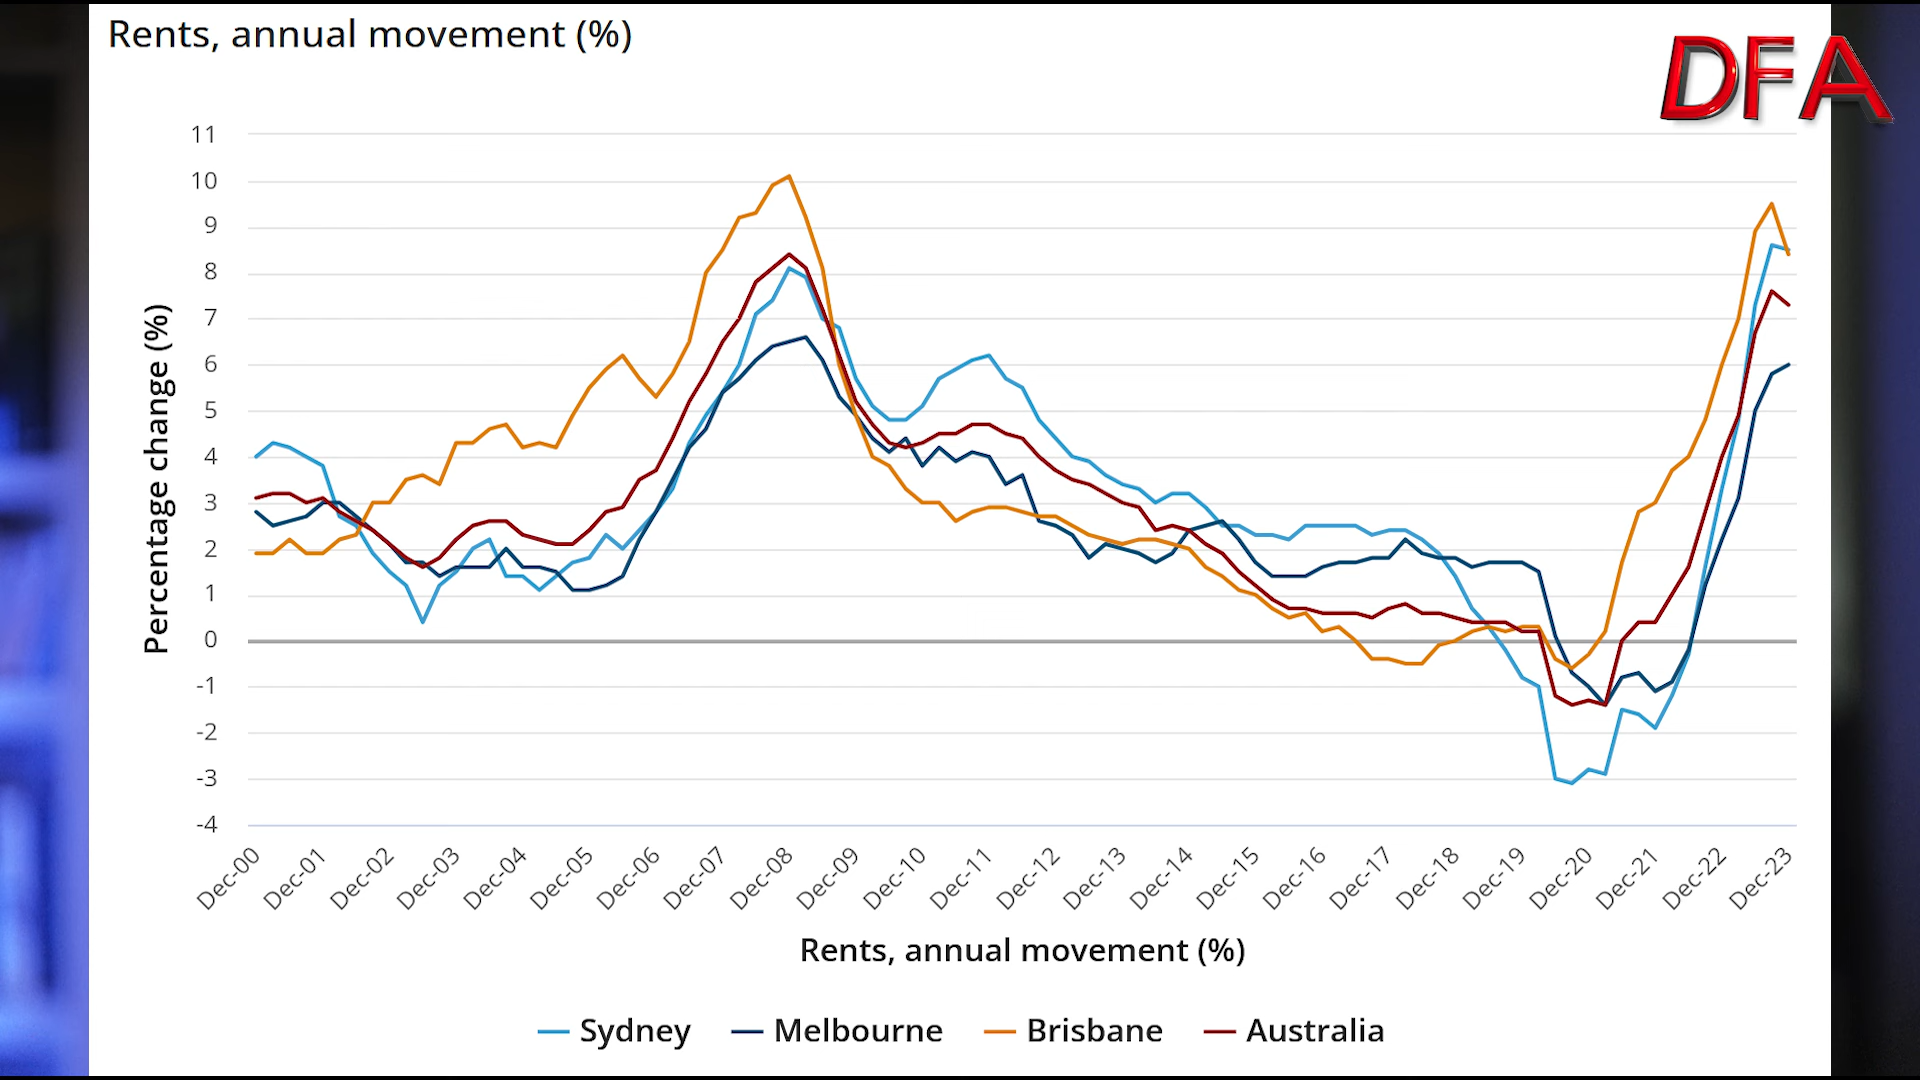 Rents, annual movement (%)
DFA
11
10
9
8
7
6
5
4
3
2
1
0
-1
-2
-3
-4
Percentage change (%)
Dec-00
Dec-01
Dec-02
Dec-03
Dec-04
Dec-05
Dec-06
Dec-07
Dec-08
Dec-09
Dec-10
Dec-11
Dec-12
Dec-13
Dec-14
Dec-15
Dec-16
Dec-17
Dec-18
Dec-19
Dec-20
Dec-21
Dec-22
Dec-23
Rents, annual movement (%)
Sydney Melbourne Brisbane Australia